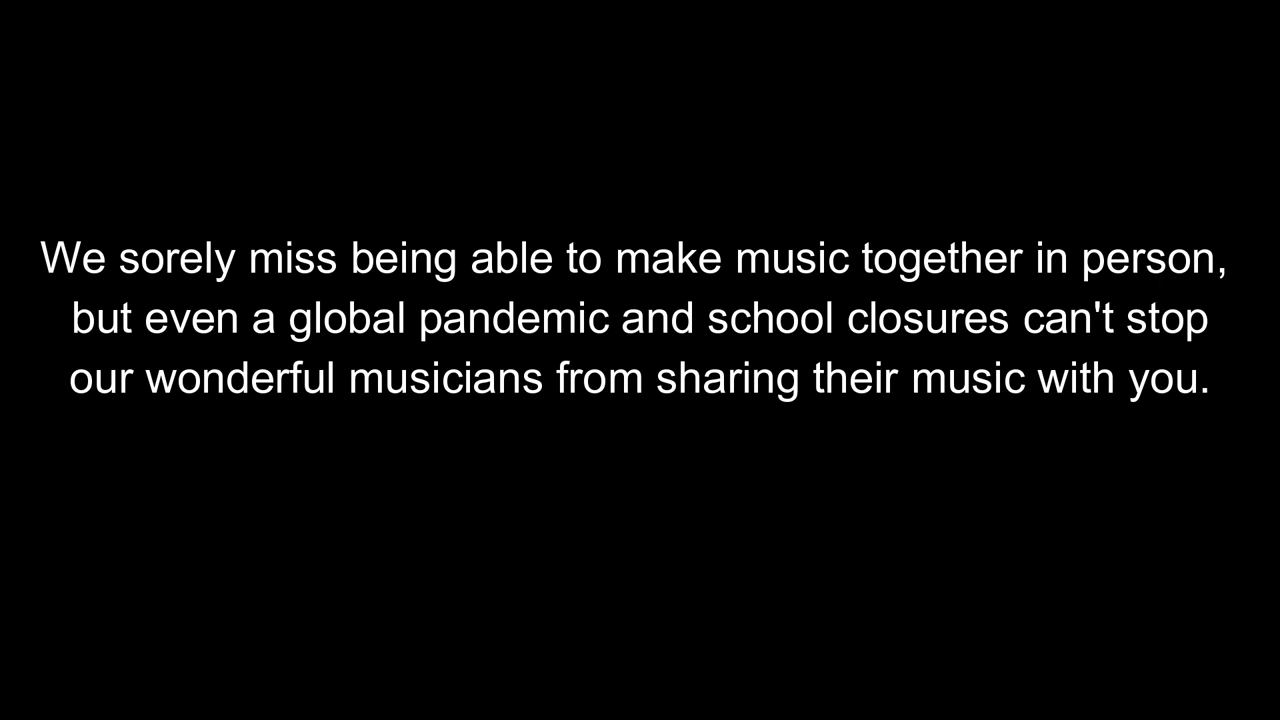 We sorely miss being able to make music together in person,
but even a global pandemic and school closures can't stop
our wonderful musicians from sharing their music with you.